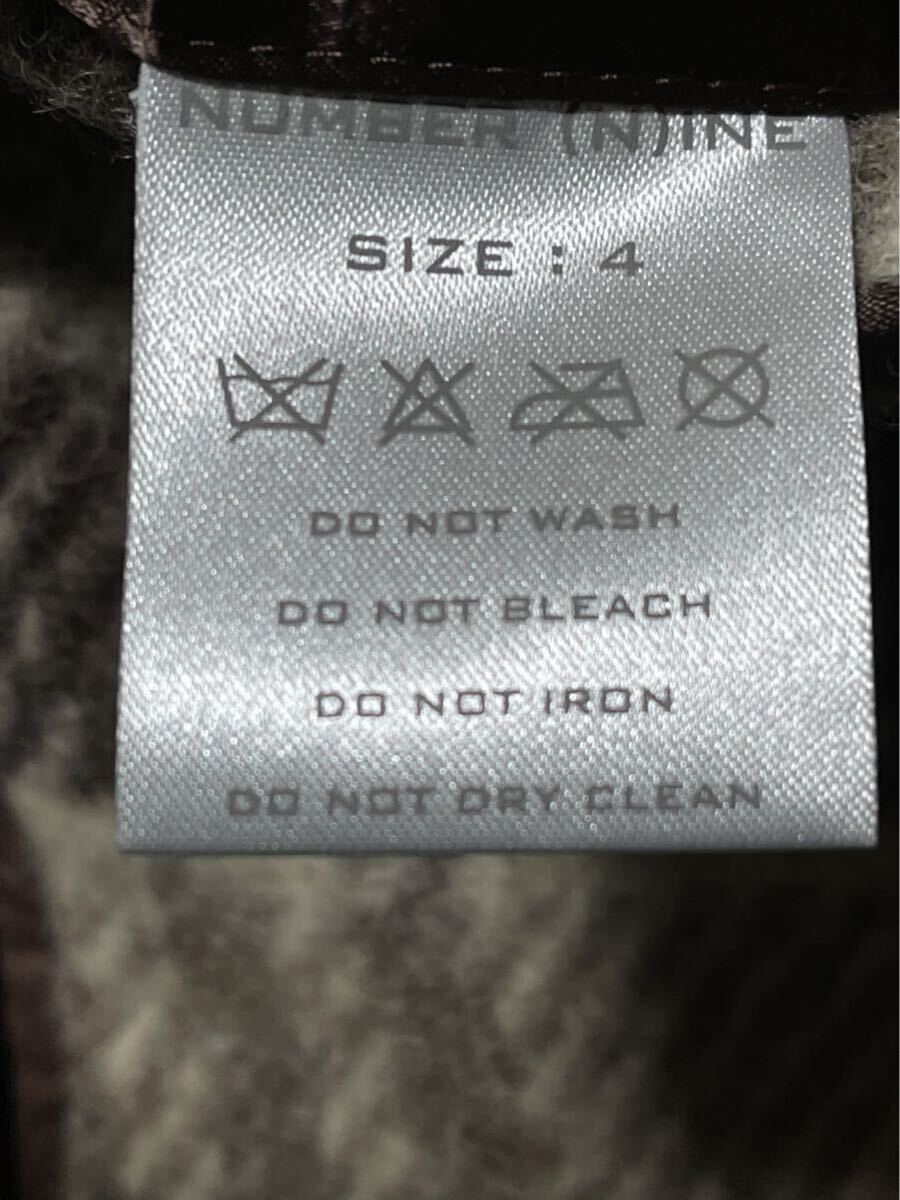 NUMBER (N)INE
SIZE : 4
DO NOT WASH
DO NOT BLEACH
DO NOT IRON
DO NOT DRY CLEAN